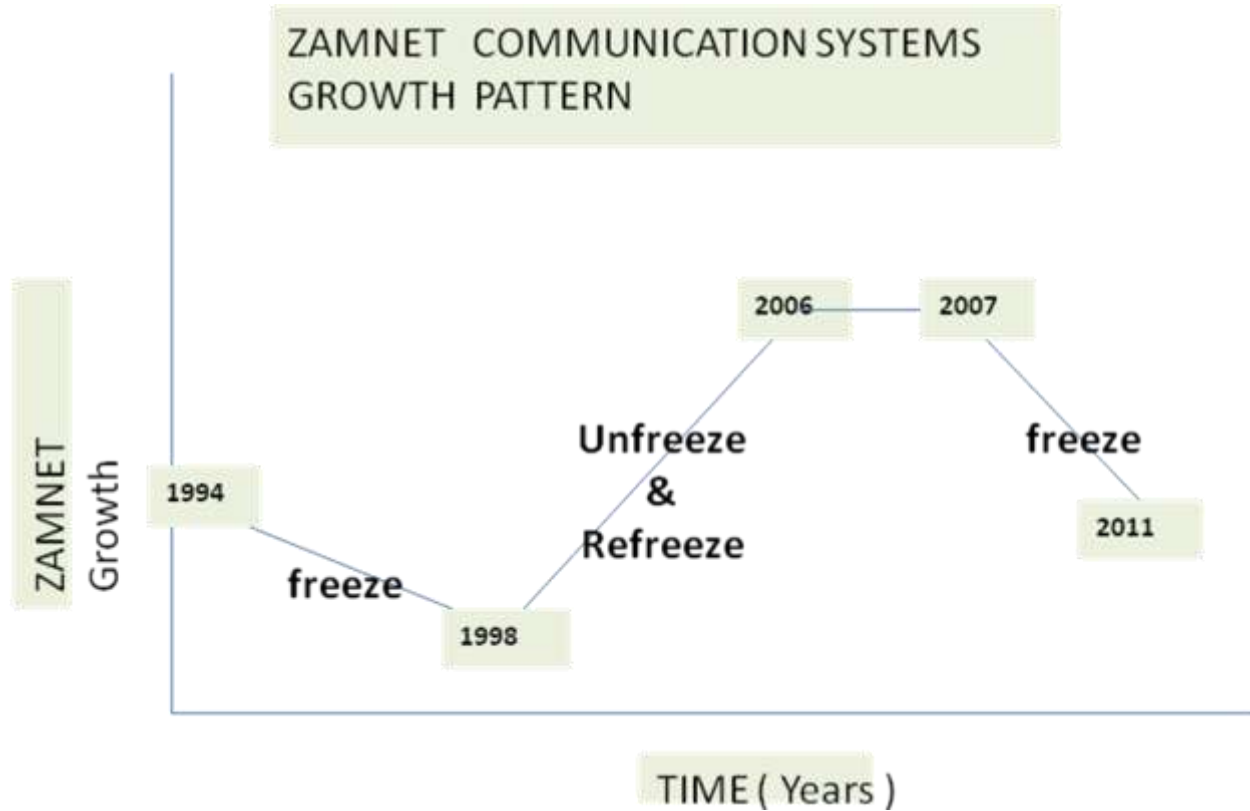 ZAMNET COMMUNICATION SYSTEMS
GROWTH PATTERN
2006
2007
Unfreeze
&
Refreeze
freeze
1994
freeze
1998
2011
ZAMNET
Growth
TIME ( Years )